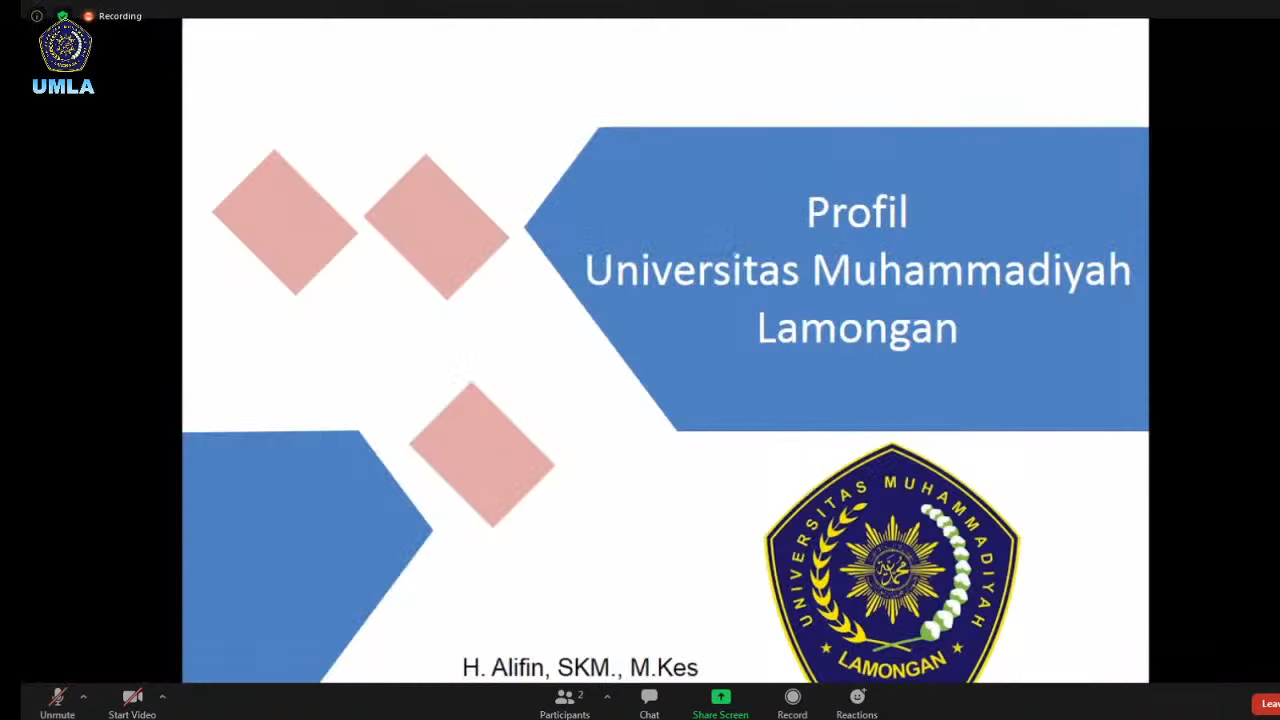 Recording
UMLA
Profil
Universitas Muhammadiyah
Lamongan
UNIVERSITAS MUHAMMADIYAH
LAMONGAN
H. Alifin, SKM., M.Kes
Unmute
Start Video
Participants
2
Chat
Share Screen
Record
Reactions
Leav